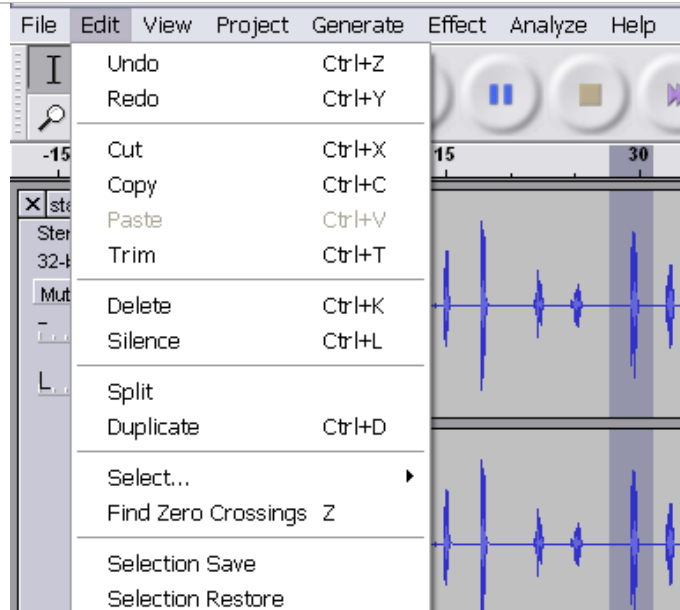 File Edit View Project Generate Effect Analyze Help
Undo Ctrl+Z
Redo Ctrl+Y
-15 15 30
Cut Ctrl+X
Copy Ctrl+C
Paste Ctrl+V
Trim Ctrl+T
Delete Ctrl+K
Silence Ctrl+L
Split
Duplicate Ctrl+D
Select...
Find Zero Crossings Z
Selection Save
Selection Restore
L